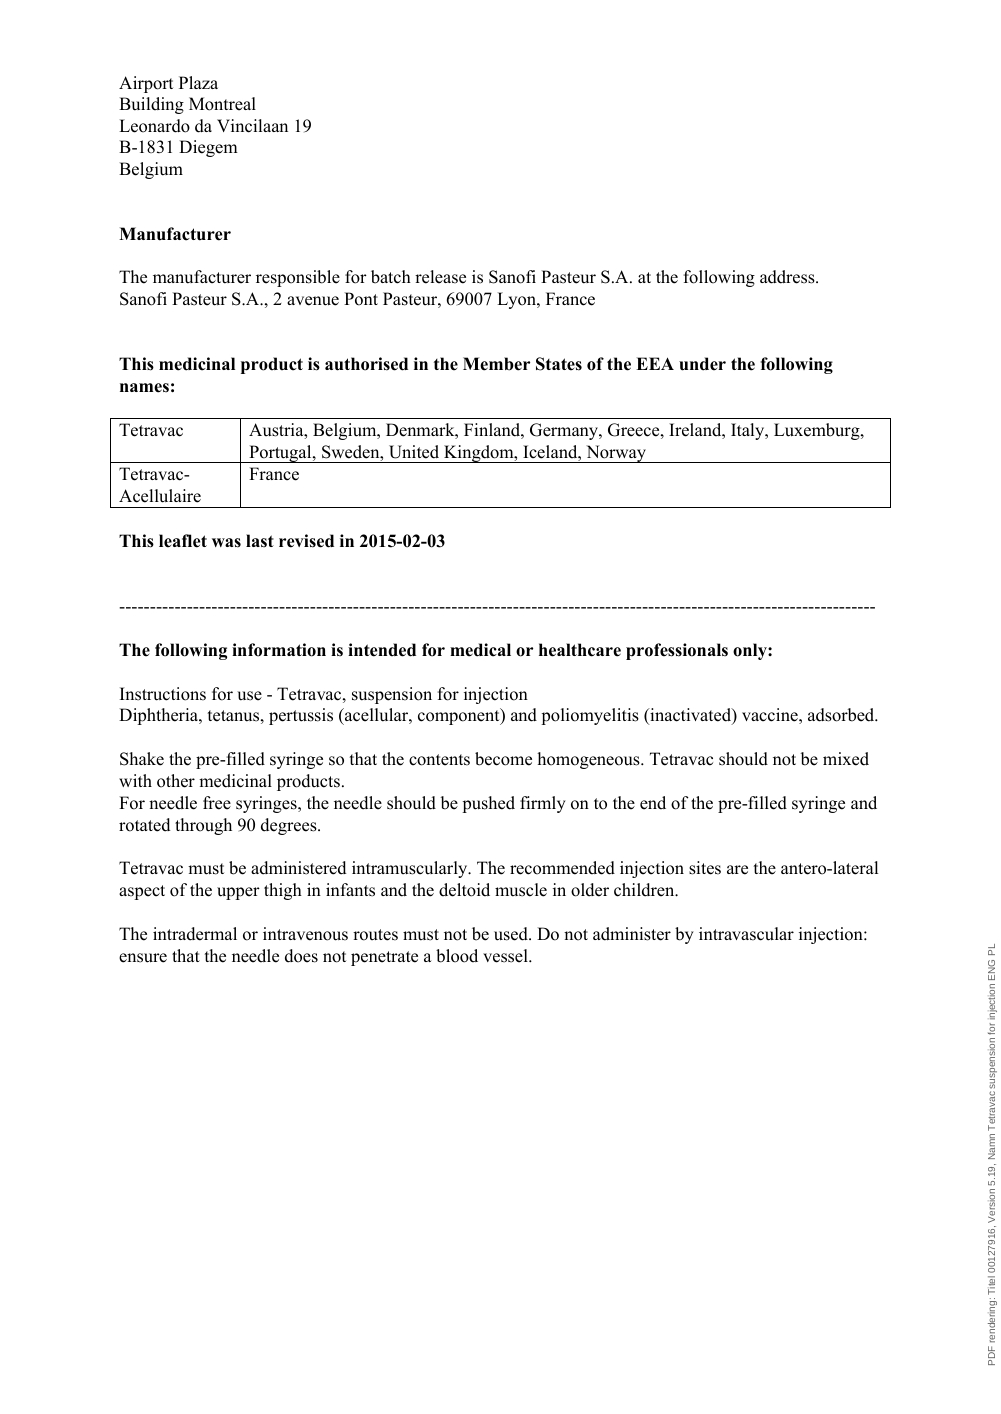 Airport Plaza
Building Montreal
Leonardo da Vincilaan 19
B-1831 Diegem
Belgium
Manufacturer
The manufacturer responsible for batch release is Sanofi Pasteur S.A. at the following address.
Sanofi Pasteur S.A., 2 avenue Pont Pasteur, 69007 Lyon, France
This medicinal product is authorised in the Member States of the EEA under the following
names:
Tetravac
Austria, Belgium, Denmark, Finland, Germany, Greece, Ireland, Italy, Luxemburg,
Portugal, Sweden, United Kingdom, Iceland, Norway
Tetravac-
Acellulaire
France
This leaflet was last revised in 2015-02-03
---------------------------------------------------------------------------------------------------------------------------
The following information is intended for medical or healthcare professionals only:
Instructions for use - Tetravac, suspension for injection
Diphtheria, tetanus, pertussis (acellular, component) and poliomyelitis (inactivated) vaccine, adsorbed.
Shake the pre-filled syringe so that the contents become homogeneous. Tetravac should not be mixed
with other medicinal products.
For needle free syringes, the needle should be pushed firmly on to the end of the pre-filled syringe and
rotated through 90 degrees.
Tetravac must be administered intramuscularly. The recommended injection sites are the antero-lateral
aspect of the upper thigh in infants and the deltoid muscle in older children.
The intradermal or intravenous routes must not be used. Do not administer by intravascular injection:
ensure that the needle does not penetrate a blood vessel.
PDF rendering: Titel 00127916, Version 5.19, Namn Tetravac suspension for injection ENG PL